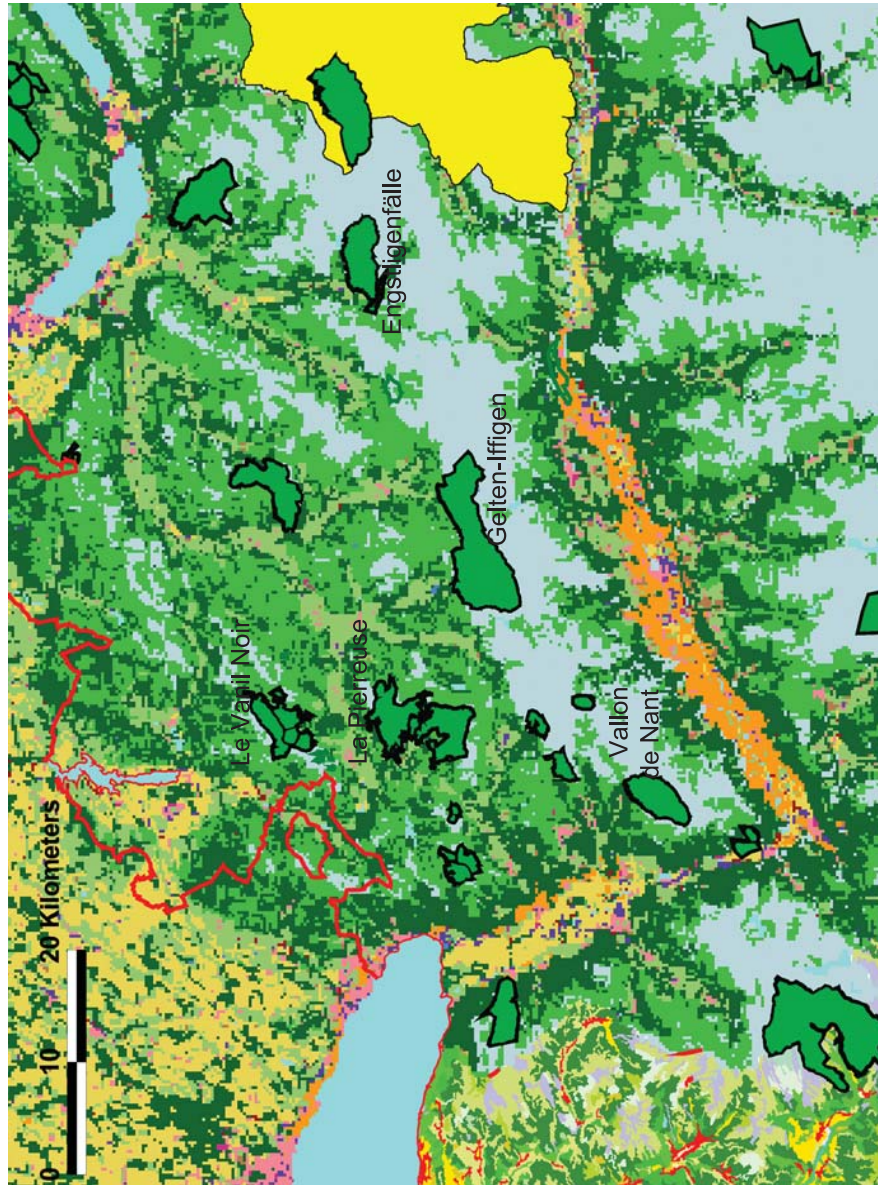 0 10 20 Kilometers
Le Vanil Noir
La Pierreuse
Engstligenfälle
Gelten-Iffigen
Vallon
de Nant